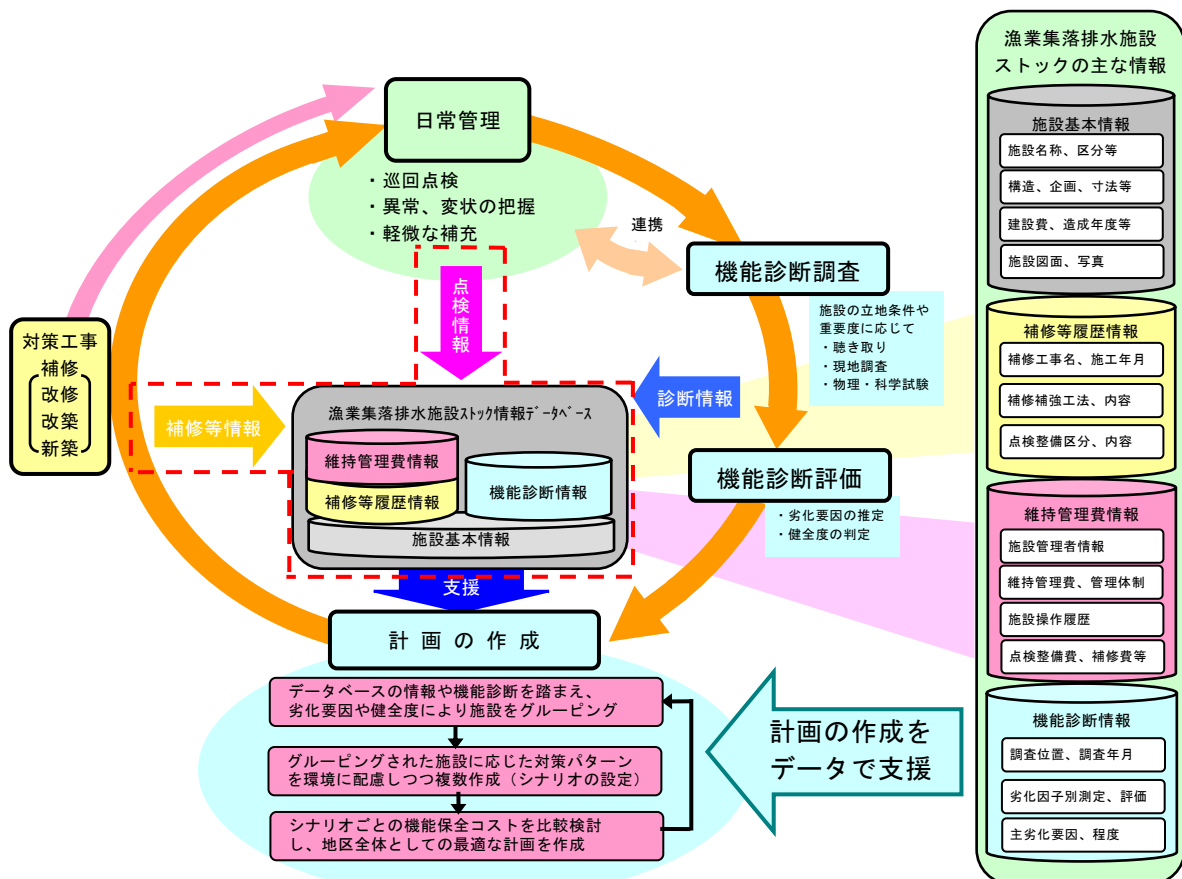 日常管理
・巡回点検
・異常、変状の把握
・軽微な補充
連携
機能診断調査
施設の立地条件や
重要度に応じて
・聴き取り
・現地調査
・物理・科学試験
点検情報
対策工事
補修
改修
改築
新築
補修等情報
診断情報
漁業集落排水施設ストック情報データベース
維持管理費情報
補修等履歴情報
機能診断情報
施設基本情報
機能診断評価
・劣化要因の推定
・健全度の判定
支援
計画の作成
データベースの情報や機能診断を踏まえ、
劣化要因や健全度により施設をグルーピング
グルーピングされた施設に応じた対策パターン
を環境に配慮しつつ複数作成（シナリオの設定）
シナリオごとの機能保全コストを比較検討
し、地区全体としての最適な計画を作成
計画の作成を
データで支援
漁業集落排水施設
ストックの主な情報
施設基本情報
施設名称、区分等
構造、企画、寸法等
建設費、造成年度等
施設図面、写真
補修等履歴情報
補修工事名、施工年月
補修補強工法、内容
点検整備区分、内容
維持管理費情報
施設管理者情報
維持管理費、管理体制
施設操作履歴
点検整備費、補修費等
機能診断情報
調査位置、調査年月
劣化因子別測定、評価
主劣化要因、程度